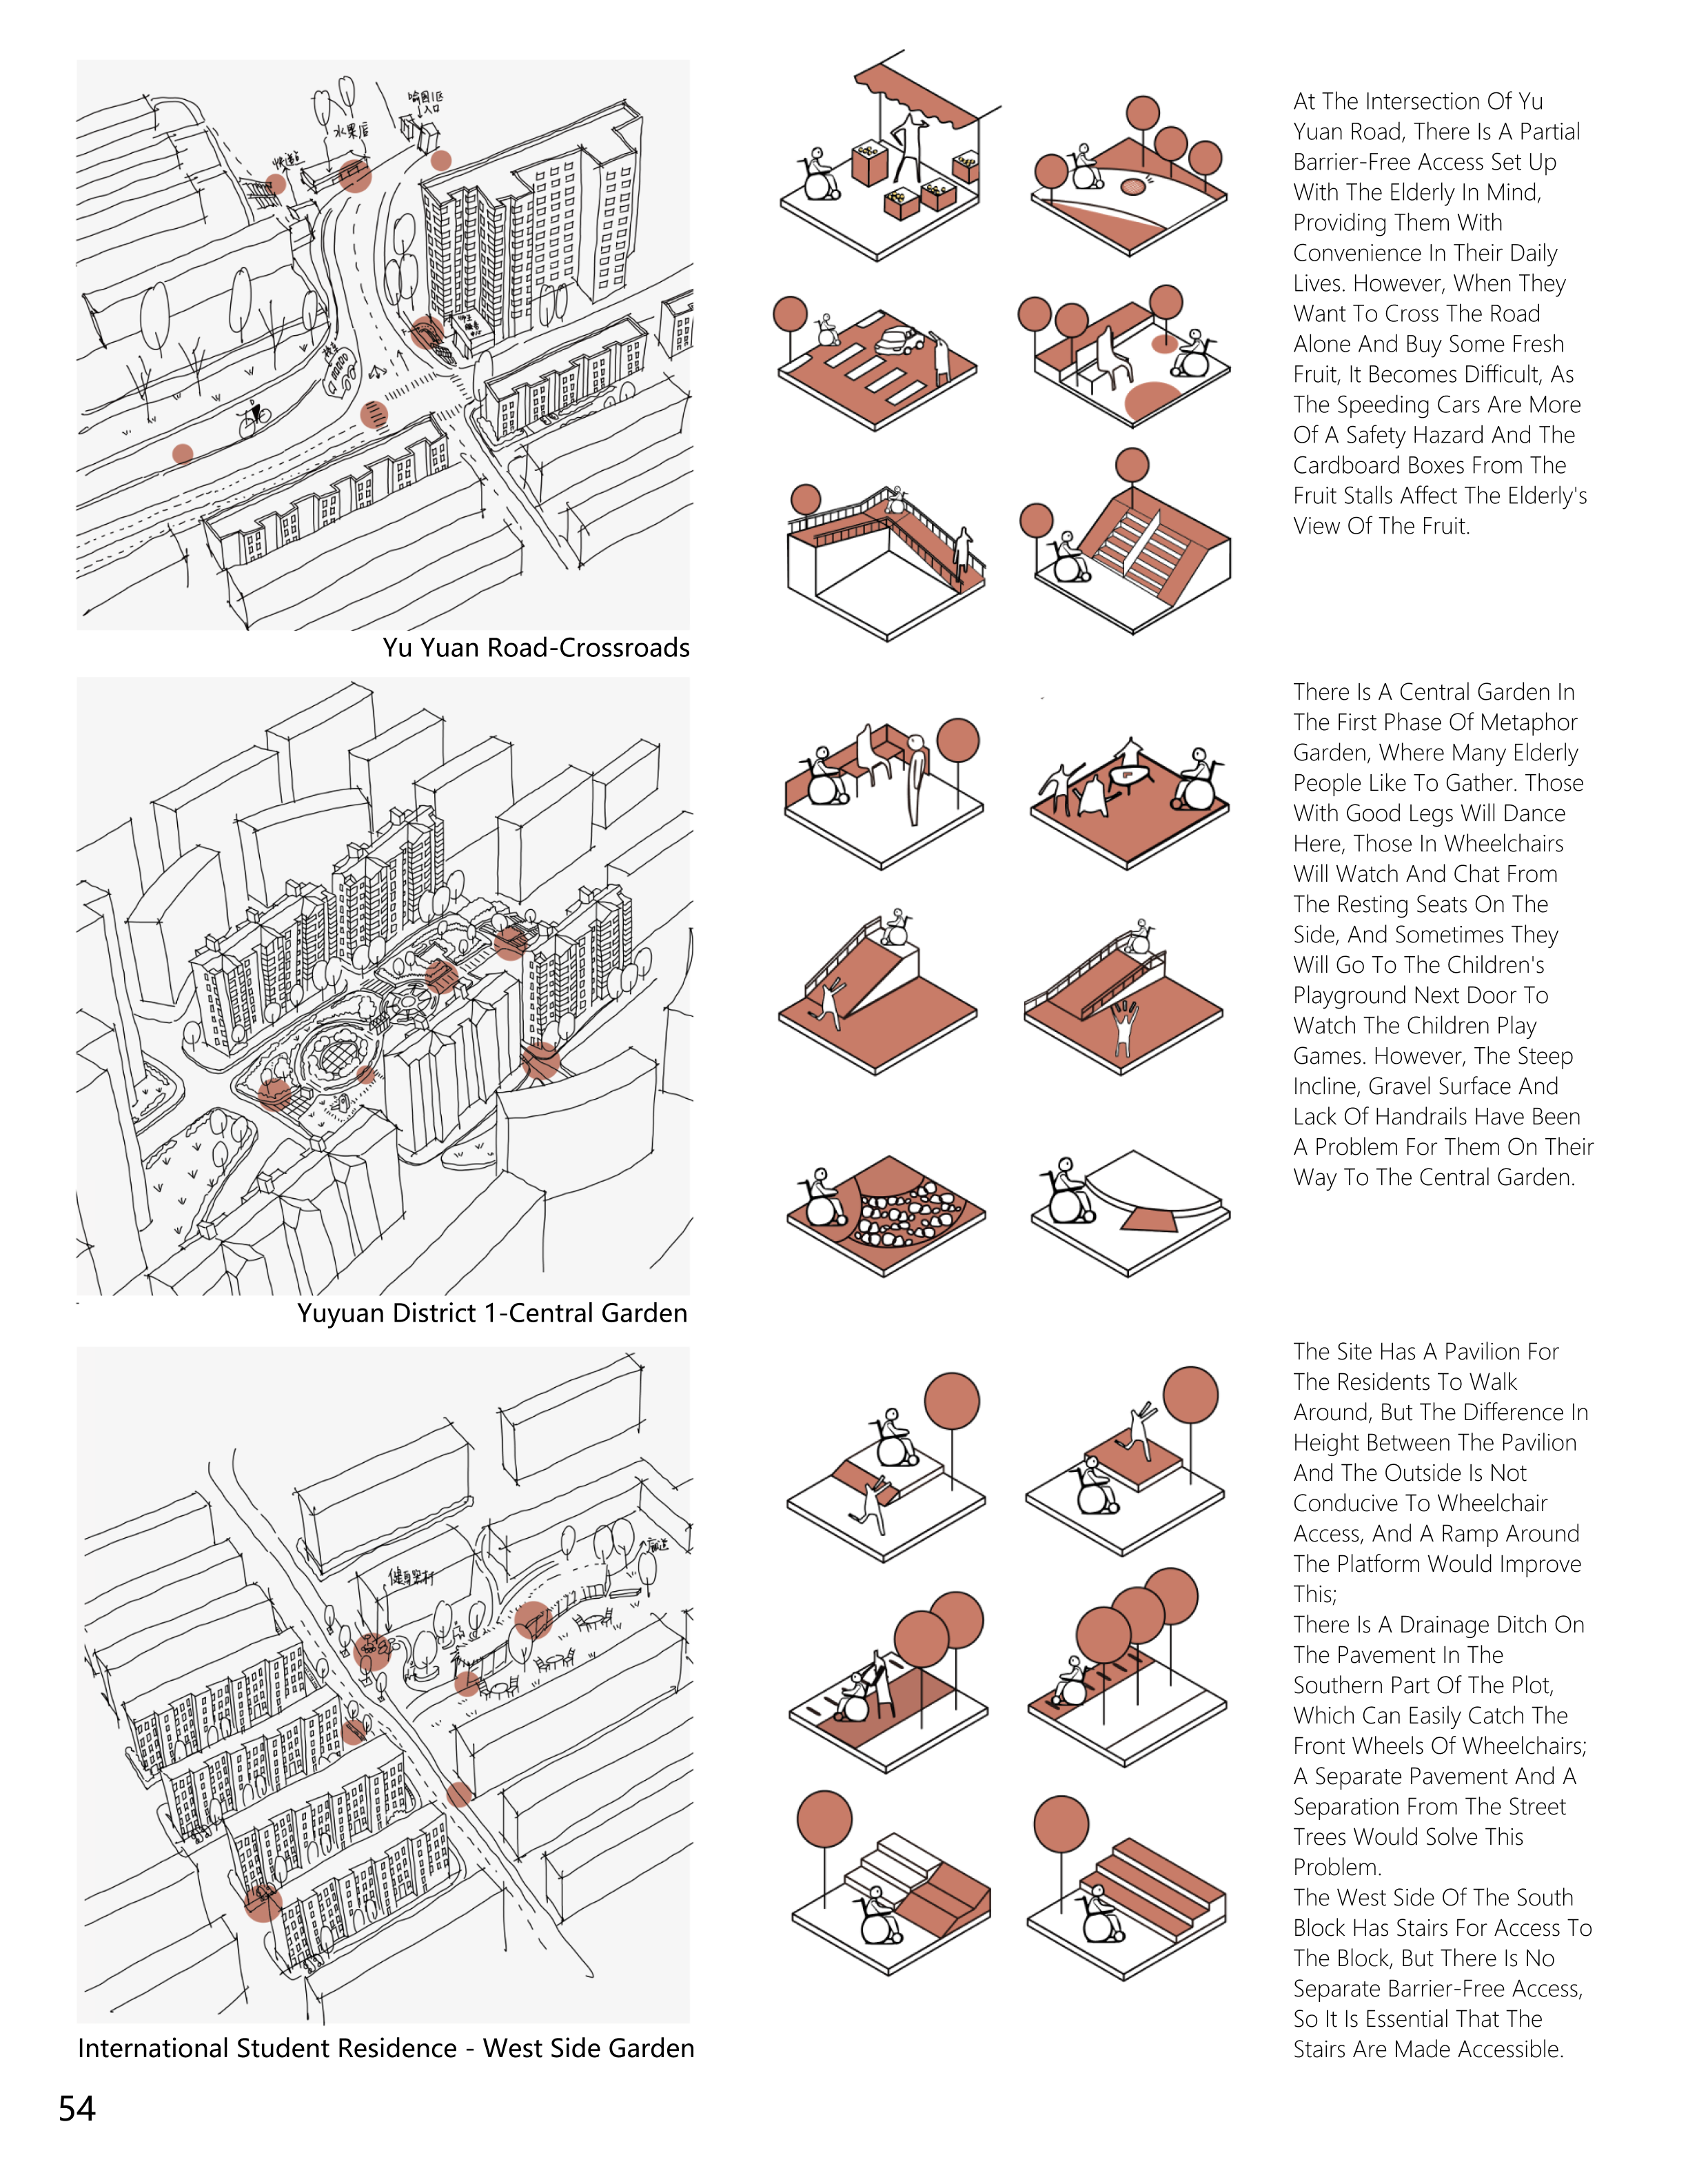 喻园1区
入口
水果店
At The Intersection Of Yu
Yuan Road, There Is A Partial
Barrier-Free Access Set Up
With The Elderly In Mind,
Providing Them With
Convenience In Their Daily
Lives. However, When They
Want To Cross The Road
Alone And Buy Some Fresh
Fruit, It Becomes Difficult, As
The Speeding Cars Are More
Of A Safety Hazard And The
Cardboard Boxes From The
Fruit Stalls Affect The Elderly's
View Of The Fruit.
Yu Yuan Road-Crossroads
There Is A Central Garden In
The First Phase Of Metaphor
Garden, Where Many Elderly
People Like To Gather. Those
With Good Legs Will Dance
Here, Those In Wheelchairs
Will Watch And Chat From
The Resting Seats On The
Side, And Sometimes They
Will Go To The Children's
Playground Next Door To
Watch The Children Play
Games. However, The Steep
Incline, Gravel Surface And
Lack Of Handrails Have Been
A Problem For Them On Their
Way To The Central Garden.
Yuyuan District 1-Central Garden
The Site Has A Pavilion For
The Residents To Walk
Around, But The Difference In
Height Between The Pavilion
And The Outside Is Not
Conducive To Wheelchair
Access, And A Ramp Around
The Platform Would Improve
This;
There Is A Drainage Ditch On
The Pavement In The
Southern Part Of The Plot,
Which Can Easily Catch The
Front Wheels Of Wheelchairs;
A Separate Pavement And A
Separation From The Street
Trees Would Solve This
Problem.
The West Side Of The South
Block Has Stairs For Access To
The Block, But There Is No
Separate Barrier-Free Access,
So It Is Essential That The
Stairs Are Made Accessible.
健身器材
International Student Residence - West Side Garden
54